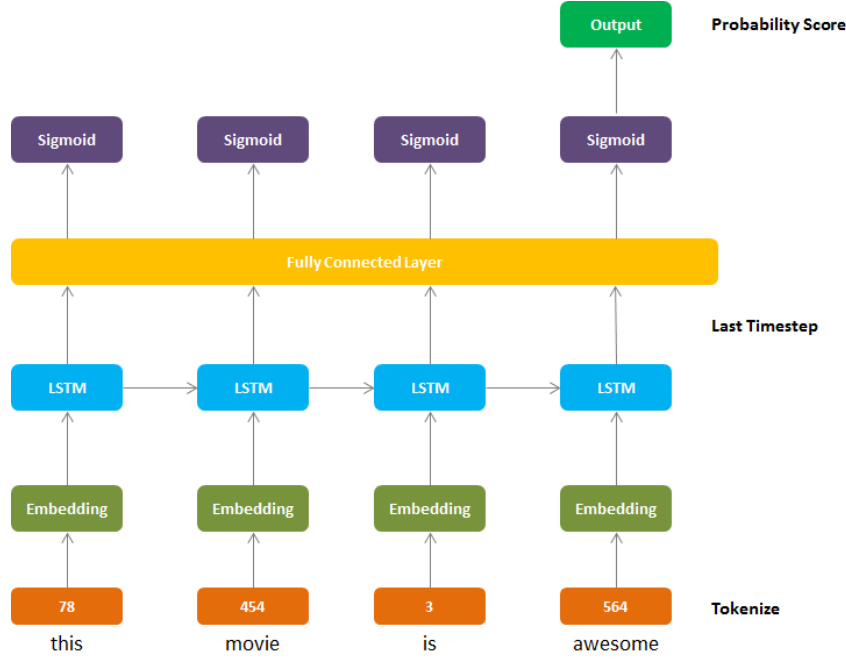 Output Probability Score
Sigmoid Sigmoid Sigmoid Sigmoid
Fully Connected Layer
Last Timestep
LSTM LSTM LSTM LSTM
Embedding Embedding Embedding Embedding
78 454 3 564 Tokenize
this movie is awesome